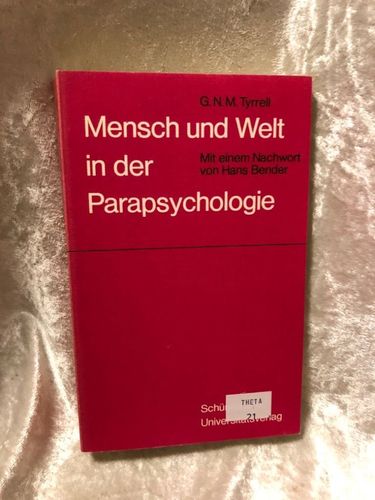 G. N. M. Tyrrell
Mensch und Welt
in der
Mit einem Nachwort
von Hans Bender
Parapsychologie
THETA
21
Universitätsverlag